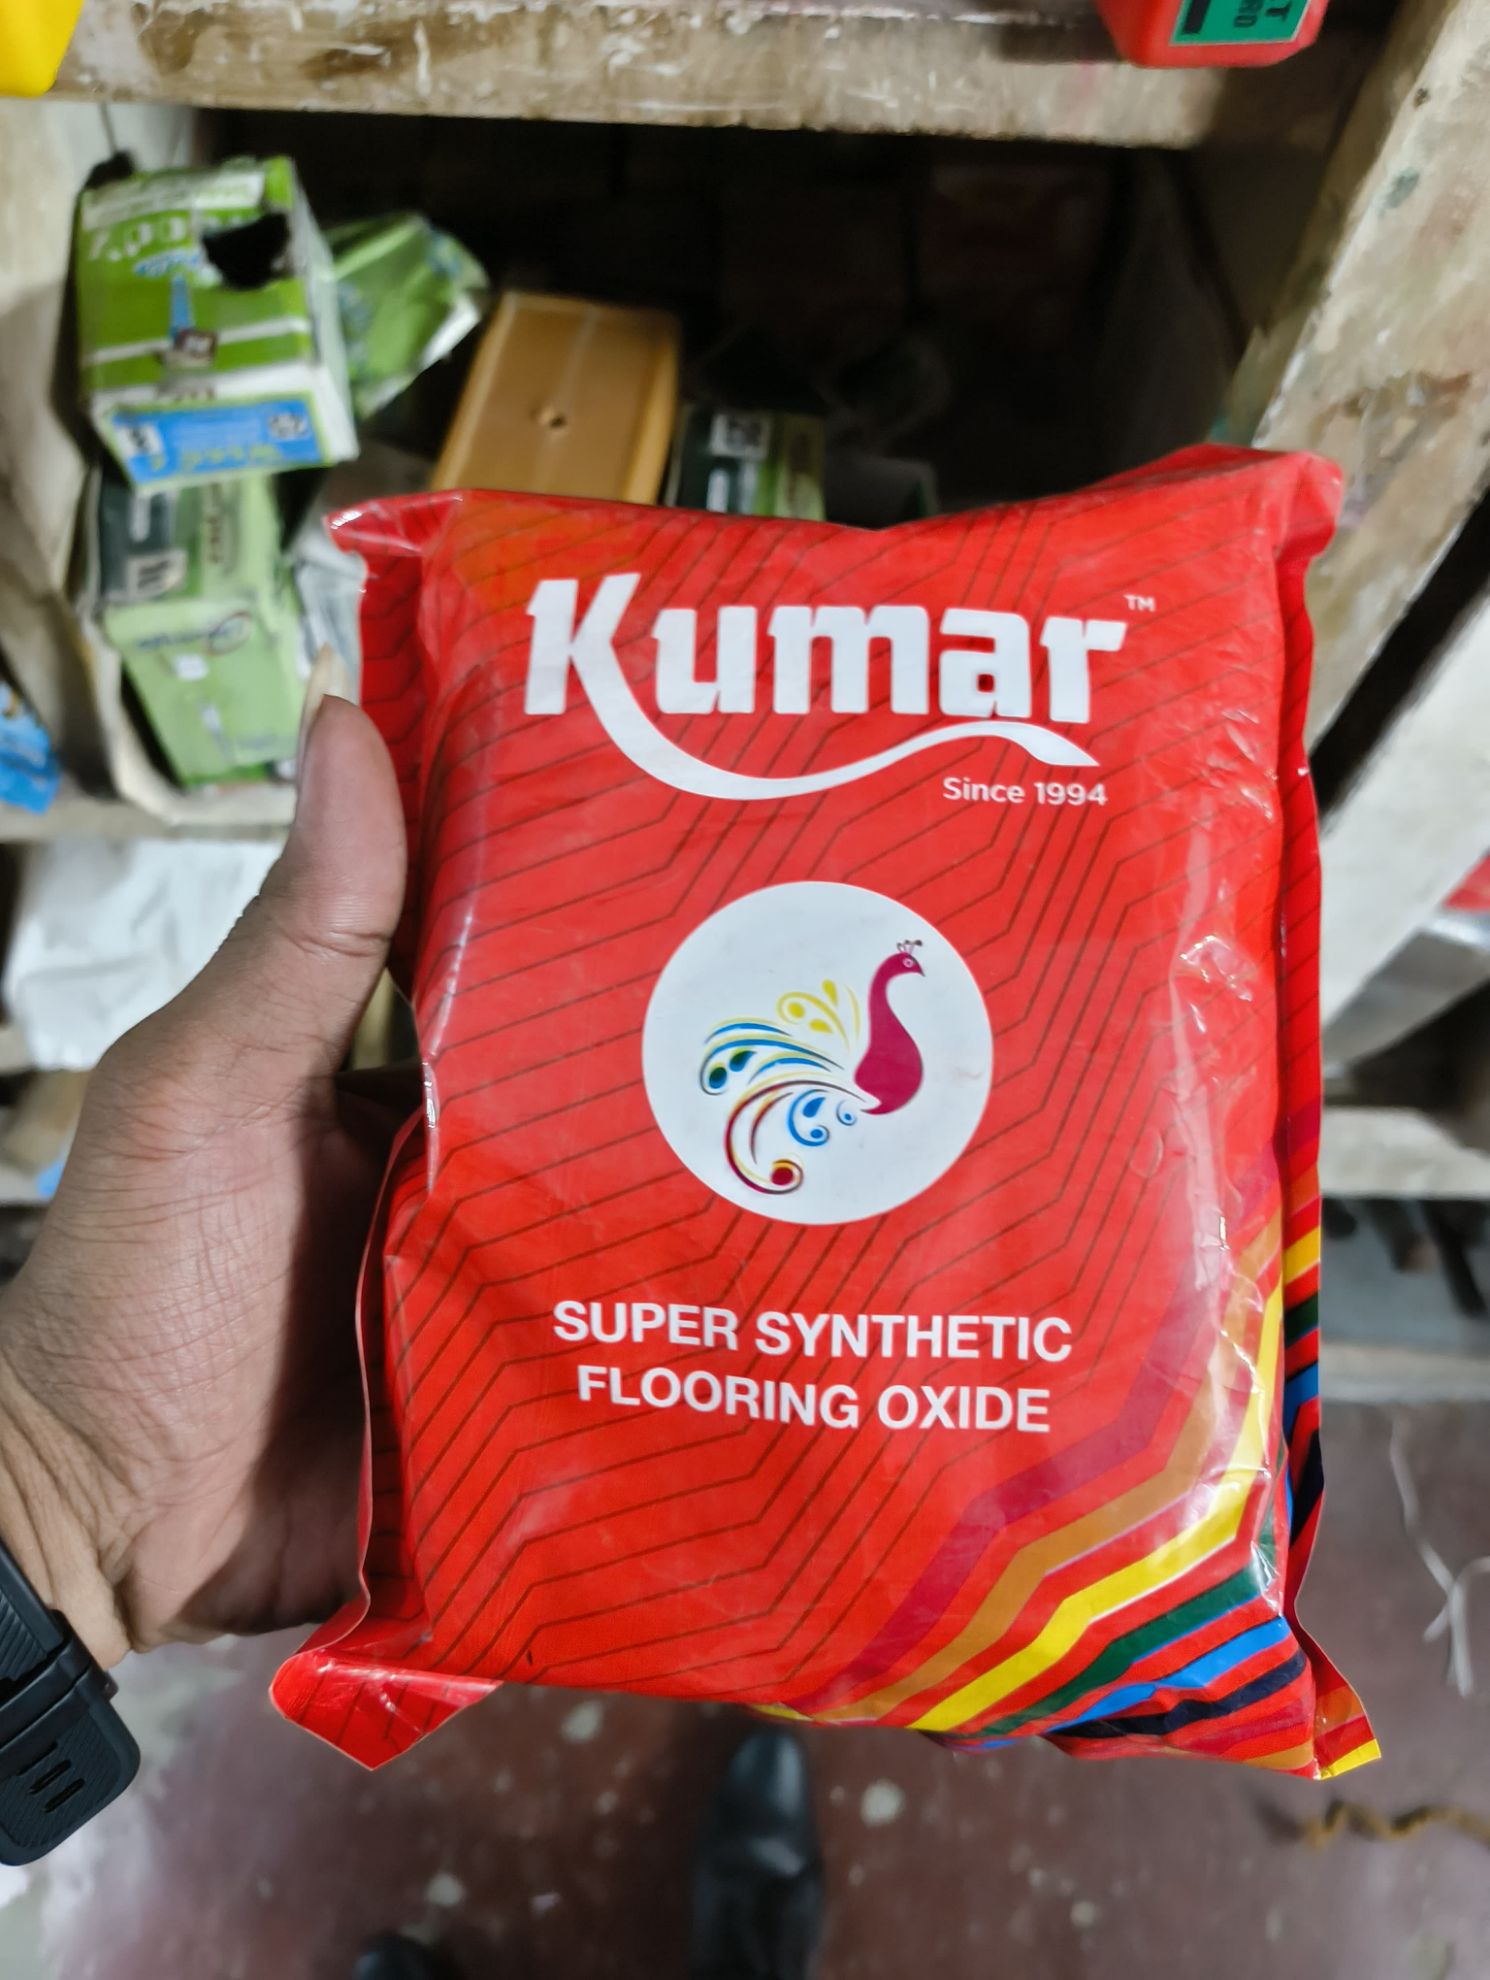 Kumar™
Since 1994
SUPER SYNTHETIC
FLOORING OXIDE